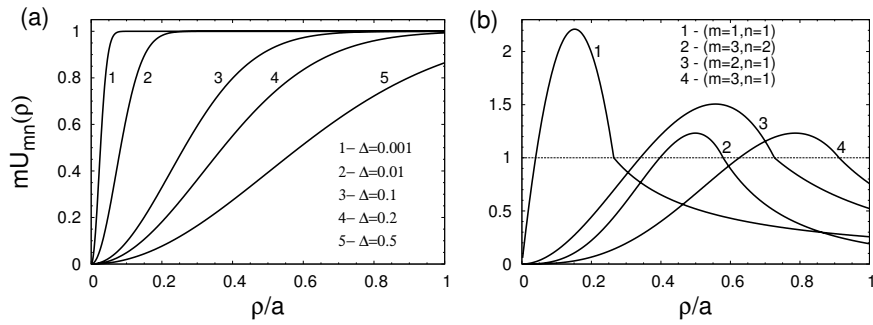 (a)
mU_mn(ρ)
1
0.8
0.6
0.4
0.2
0
1
2
3
4
5
1– Δ=0.001
2– Δ=0.01
3– Δ=0.1
4– Δ=0.2
5– Δ=0.5
0 0.2 0.4 0.6 0.8 1
ρ/a
(b)
2
1.5
1
0.5
0
1 - (m=1,n=1)
2 - (m=3,n=2)
3 - (m=2,n=1)
4 - (m=3,n=1)
1
3
2
4
0 0.2 0.4 0.6 0.8 1
ρ/a